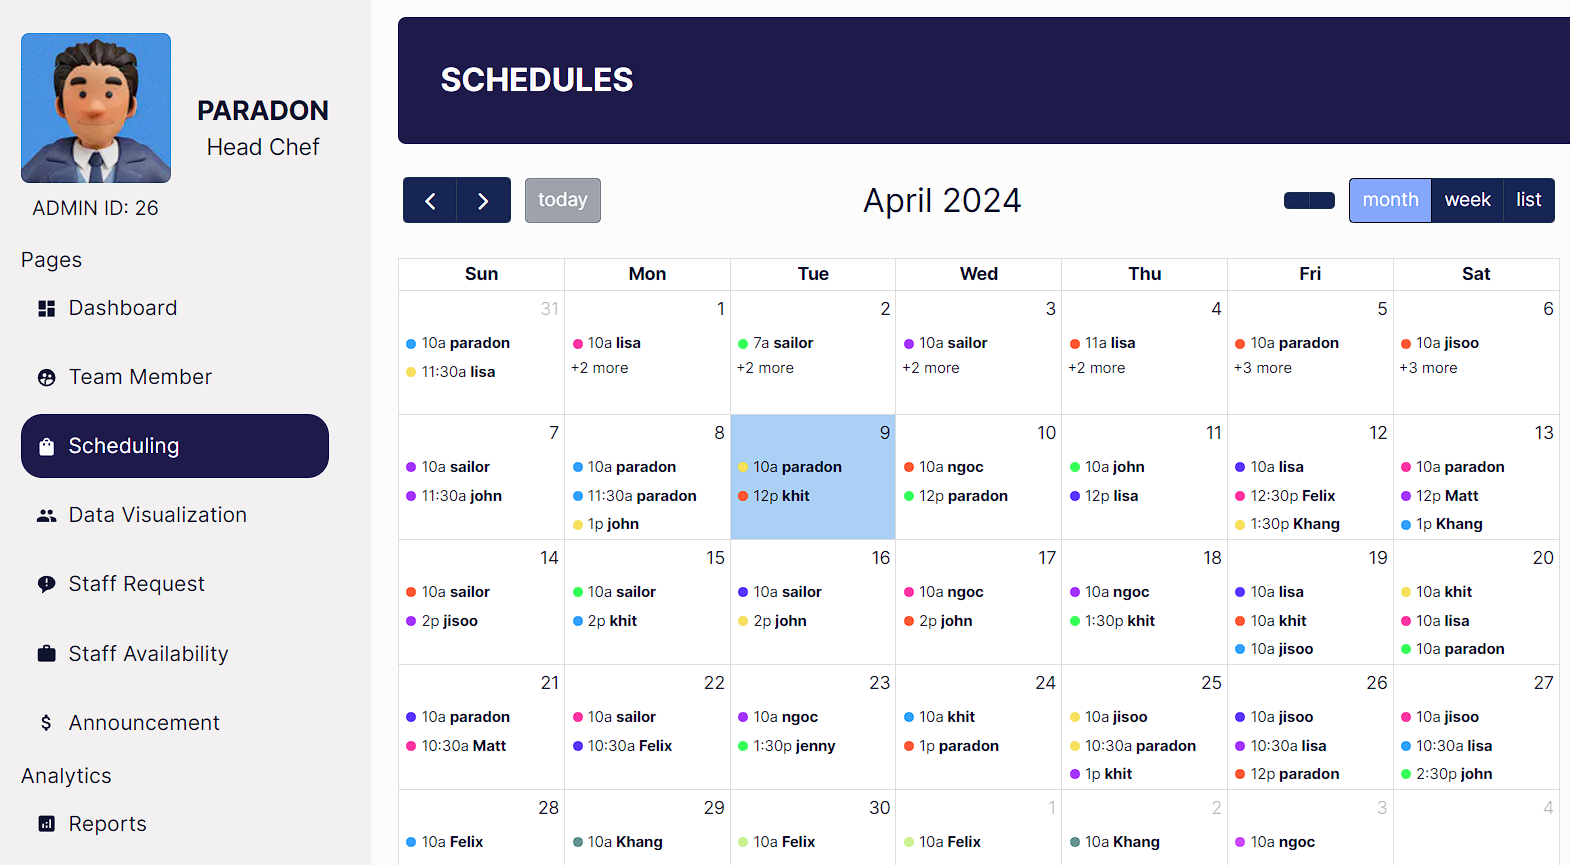 PARADON
Head Chef
ADMIN ID: 26
Pages
Dashboard
Team Member
Scheduling
Data Visualization
Staff Request
Staff Availability
Announcement
Analytics
Reports
SCHEDULES
today
April 2024
month week list
Sun Mon Tue Wed Thu Fri Sat
31 1 2 3 4 5 6
10a paradon 10a lisa 7a sailor 10a sailor 11a lisa 10a paradon 10a jisoo
11:30a lisa +2 more +2 more +2 more +2 more +3 more +3 more
7 8 9 10 11 12 13
10a sailor 10a paradon 10a paradon 10a ngoc 10a john 10a lisa 10a paradon
11:30a john 11:30a paradon 12p khit 12p paradon 12p lisa 12:30p Felix 12p Matt
1p john 1:30p Khang 1p Khang
14 15 16 17 18 19 20
10a sailor 10a sailor 10a sailor 10a ngoc 10a ngoc 10a lisa 10a khit
2p jisoo 2p khit 2p john 2p john 1:30p khit 10a khit 10a lisa
10a jisoo 10a paradon
21 22 23 24 25 26 27
10a paradon 10a sailor 10a ngoc 10a khit 10a jisoo 10a jisoo 10a jisoo
10:30a Matt 10:30a Felix 1:30p jenny 1p paradon 10:30a paradon 10:30a lisa 10:30a lisa
1p khit 12p paradon 2:30p john
28 29 30 1 2 3 4
10a Felix 10a Khang 10a Felix 10a Felix 10a Khang 10a ngoc